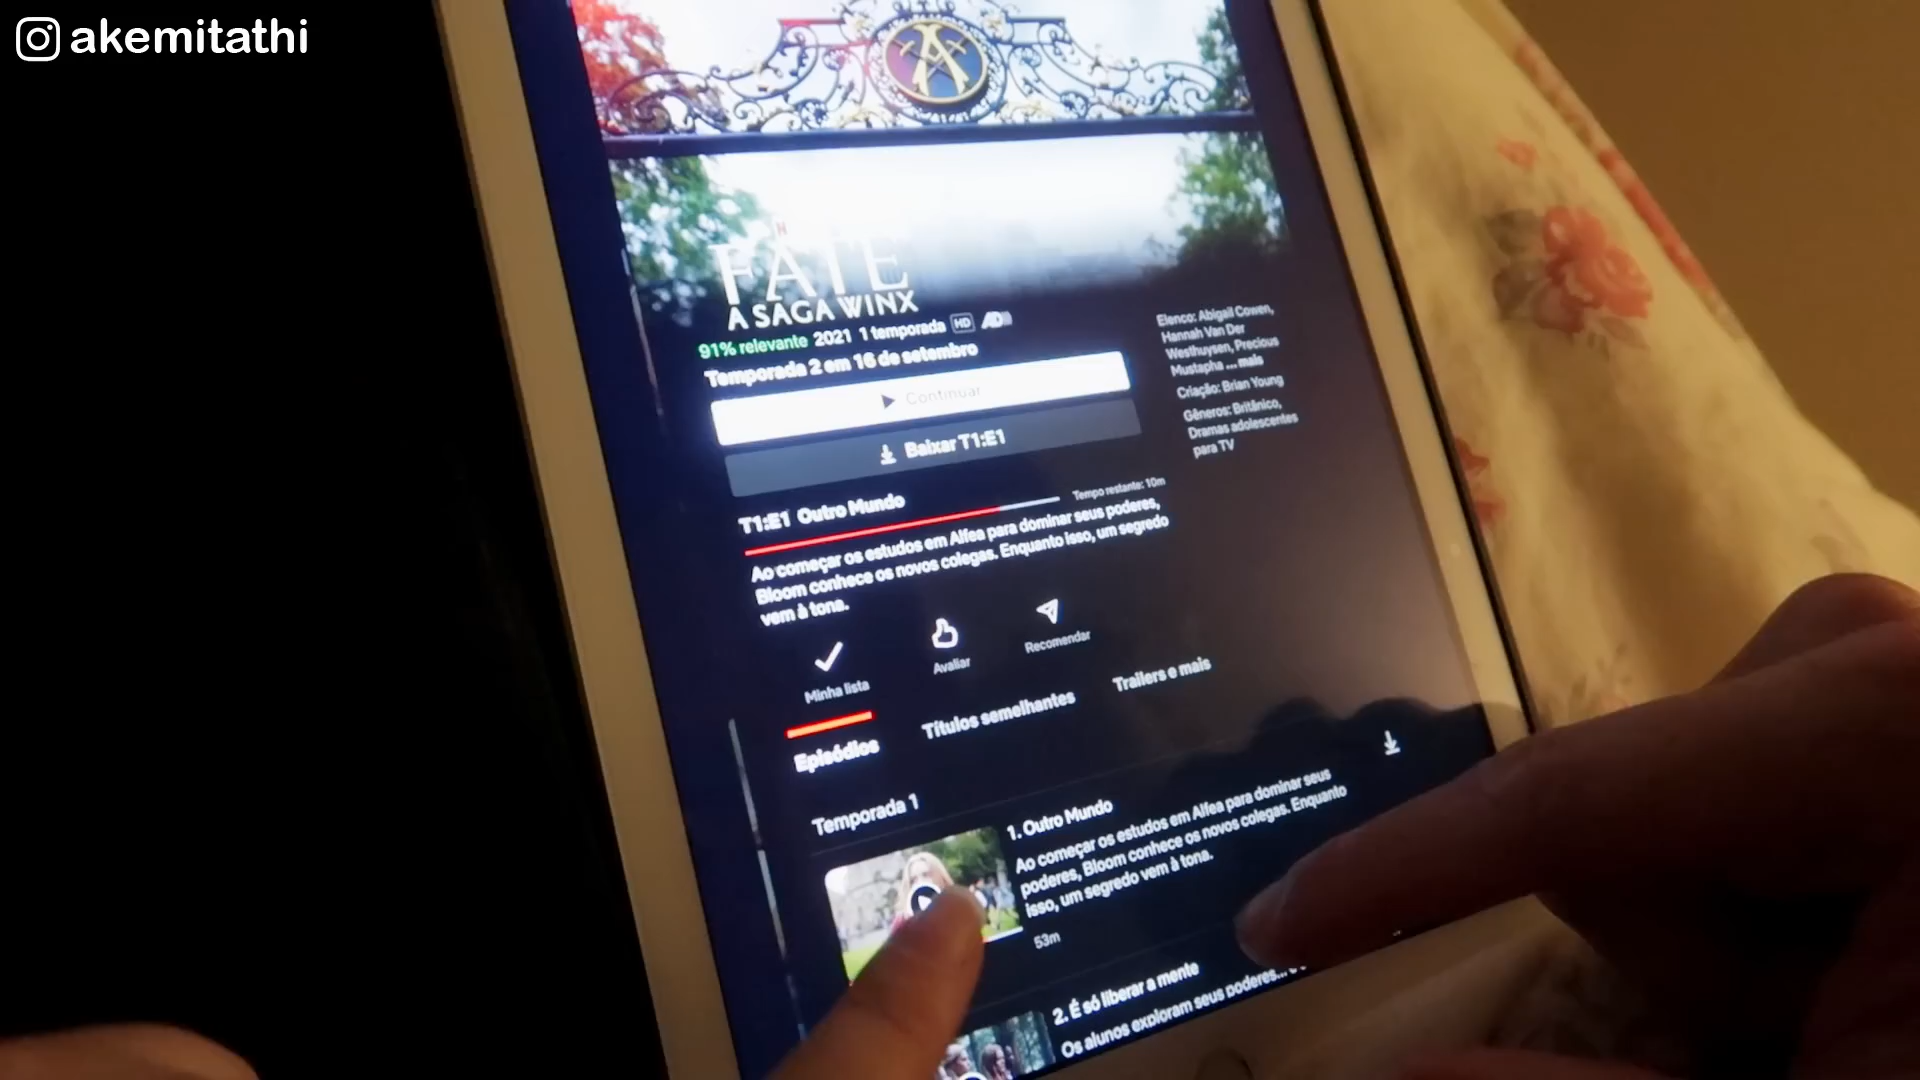 akemitathi
FATE
A SAGA WINX
91% relevante 2021 1 temporada HD AD
Temporada 2 em 16 de setembro
Continuar
Baixar T1:E1
Elenco: Abigail Cowen,
Hannah Van Der
Westhuysen, Precious
Mustapha ... mais
Criação: Brian Young
Gêneros: Britânico,
Dramas adolescentes
para TV
T1:E1 Outro Mundo
Tempo restante: 10m
Ao começar os estudos em Alfea para dominar seus poderes,
Bloom conhece os novos colegas. Enquanto isso, um segredo
vem à tona.
Minha lista
Avaliar
Recomendar
Episódios
Títulos semelhantes
Trailers e mais
Temporada 1
1. Outro Mundo
Ao começar os estudos em Alfea para dominar seus
poderes, Bloom conhece os novos colegas. Enquanto
isso, um segredo vem à tona.
53m
2. É só liberar a mente
Os alunos exploram seus poderes...